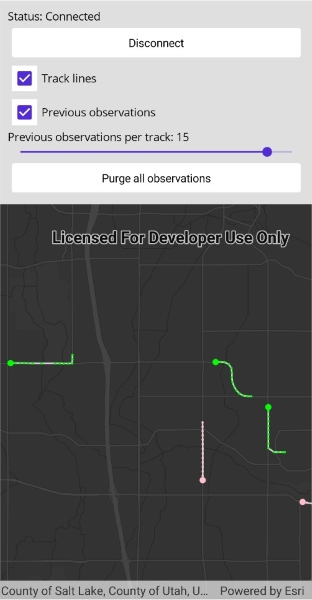 Status: Connected
Disconnect
Track lines
Previous observations
Previous observations per track: 15
Purge all observations
Licensed For Developer Use Only
County of Salt Lake, County of Utah, U... Powered by Esri